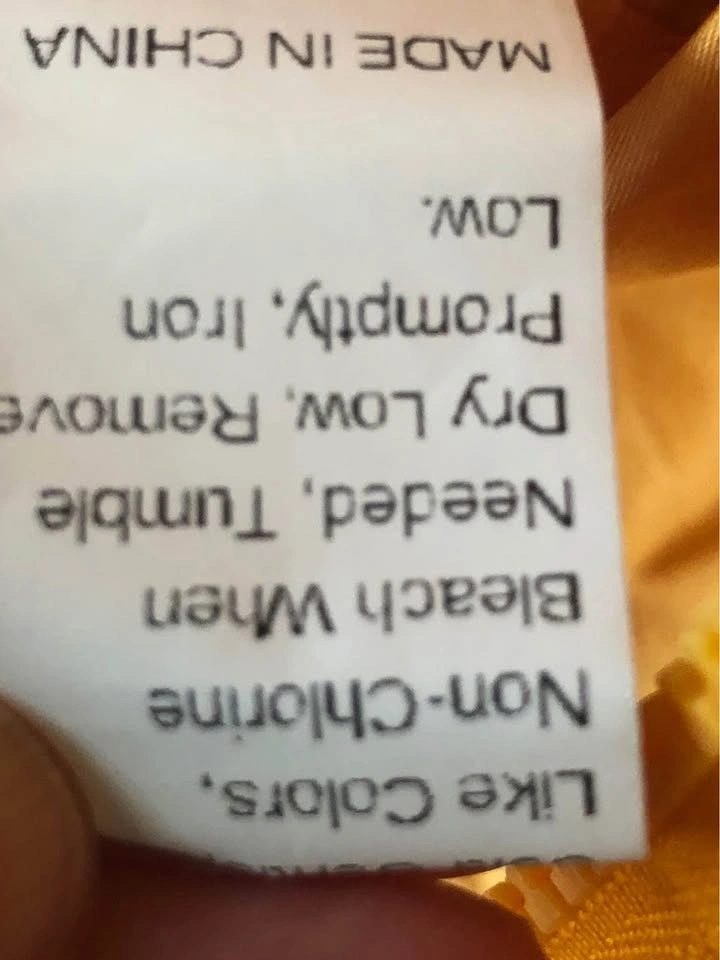 Like Colors,
Non-Chlorine
Bleach When
Needed, Tumble
Dry Low, Remove
Promptly, Iron
Low.
MADE IN CHINA